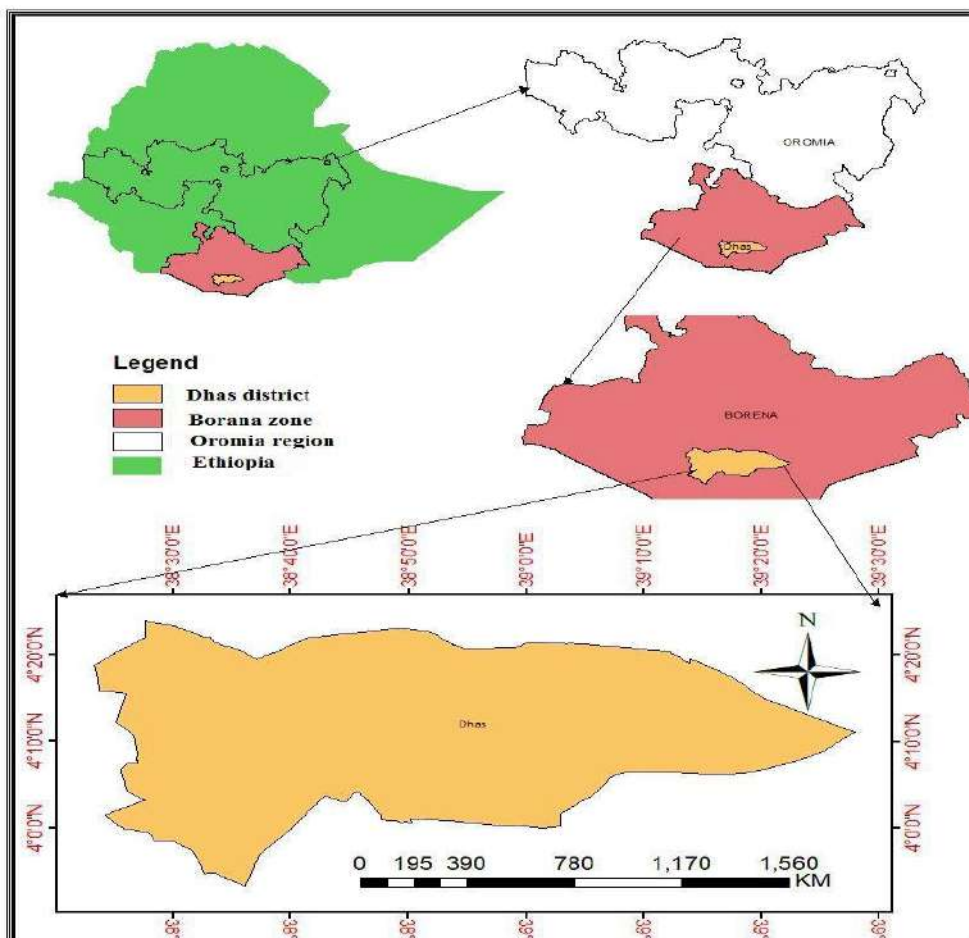 OROMIA
Dhas
Legend
Dhas district
Borana zone
Oromia region
Ethiopia
BORENA
38°30'0"E
38°40'0"E
38°50'0"E
39°0'0"E
39°10'0"E
39°20'0"E
39°30'0"E
N
4°20'0"N
4°20'0"N
Dhas
4°10'0"N
4°10'0"N
4°0'0"N
4°0'0"N
0 195 390 780 1,170 1,560
KM